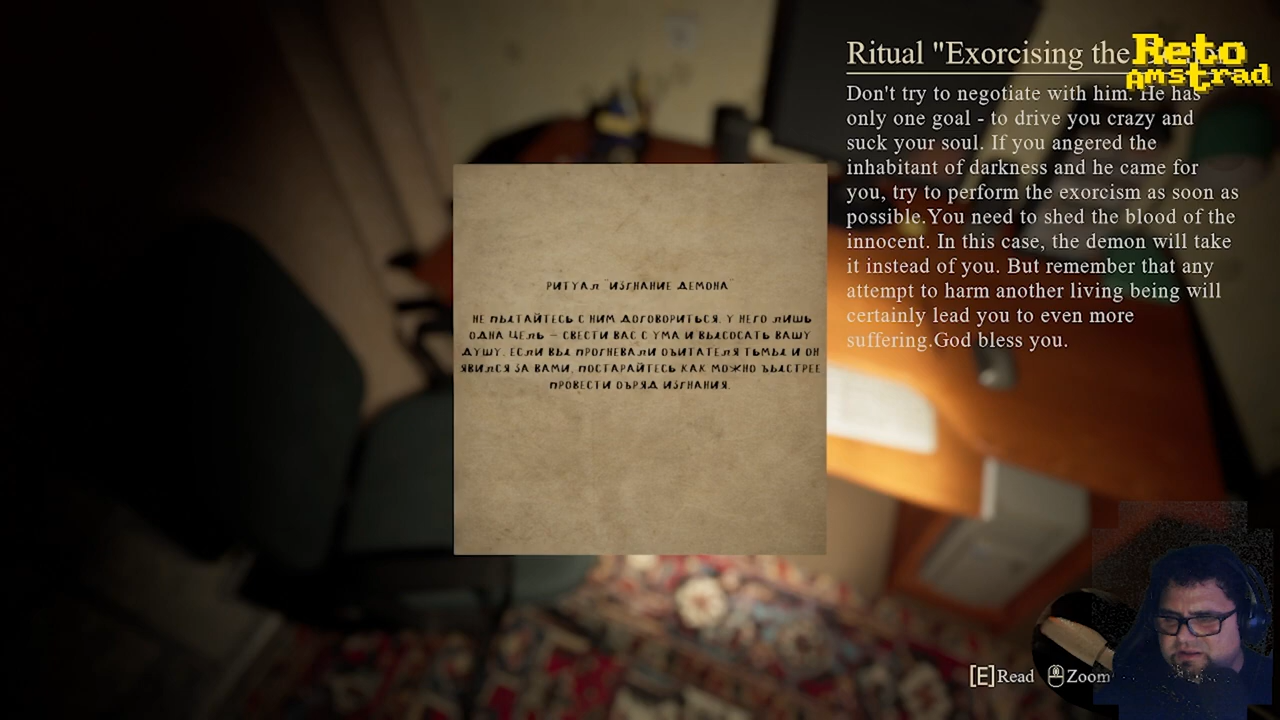 Ritual "Exorcising the
Reto
Amstrad
Don't try to negotiate with him. He has
only one goal - to drive you crazy and
suck your soul. If you angered the
inhabitant of darkness and he came for
you, try to perform the exorcism as soon as
possible.You need to shed the blood of the
innocent. In this case, the demon will take
it instead of you. But remember that any
attempt to harm another living being will
certainly lead you to even more
suffering.God bless you.
РИТУАЛ "ИЗГНАНИЕ ДЕМОНА"
НЕ ПЫТАЙТЕСЬ С НИМ ДОГОВОРИТЬСЯ. У НЕГО ЛИШЬ
ОДНА ЦЕЛЬ – СВЕСТИ ВАС С УМА И ВЫСОСАТЬ ВАШУ
ДУШУ. ЕСЛИ ВЫ ПРОГНЕВАЛИ ОБИТАТЕЛЯ ТЬМЫ И ОН
ЯВИЛСЯ ЗА ВАМИ, ПОСТАРАЙТЕСЬ КАК МОЖНО БЫСТРЕЕ
ПРОВЕСТИ ОБРЯД ИЗГНАНИЯ.
[E]Read Zoom